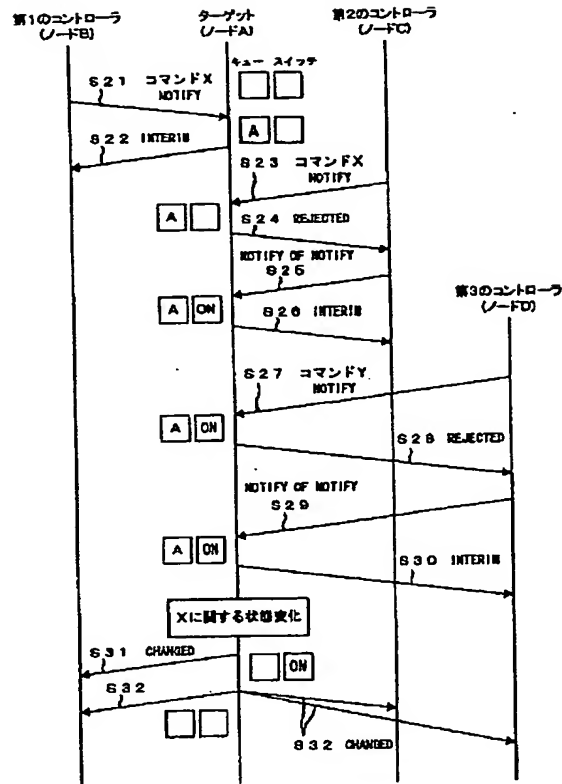 第1のコントローラ
(ノードB)
ターゲット
(ノードA)
第2のコントローラ
(ノードC)
キュー スイッチ
S21 コマンドX
NOTIFY
A
S22 INTERIM
S23 コマンドX
NOTIFY
A
S24 REJECTED
NOTIFY OF NOTIFY
S25
第3のコントローラ
(ノードD)
A ON
S26 INTERIM
S27 コマンドY
NOTIFY
A ON
S28 REJECTED
NOTIFY OF NOTIFY
S29
A ON
S30 INTERIM
Xに関する状態変化
S31 CHANGED
ON
S32
S32 CHANGED